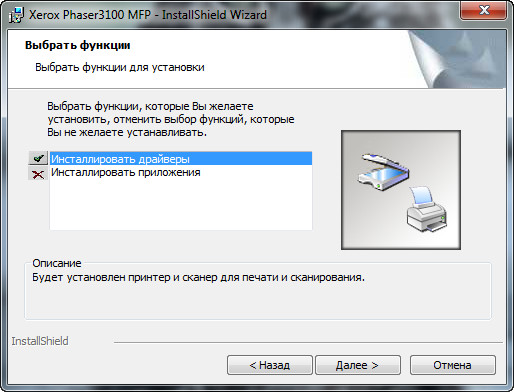 Xerox Phaser3100 MFP - InstallShield Wizard
Выбрать функции
Выбрать функции для установки
Выбрать функции, которые Вы желаете
установить, отменить выбор функций, которые
Вы не желаете устанавливать.
Инсталлировать драйверы
Инсталлировать приложения
Описание
Будет установлен принтер и сканер для печати и сканирования.
InstallShield
< Назад
Далее >
Отмена